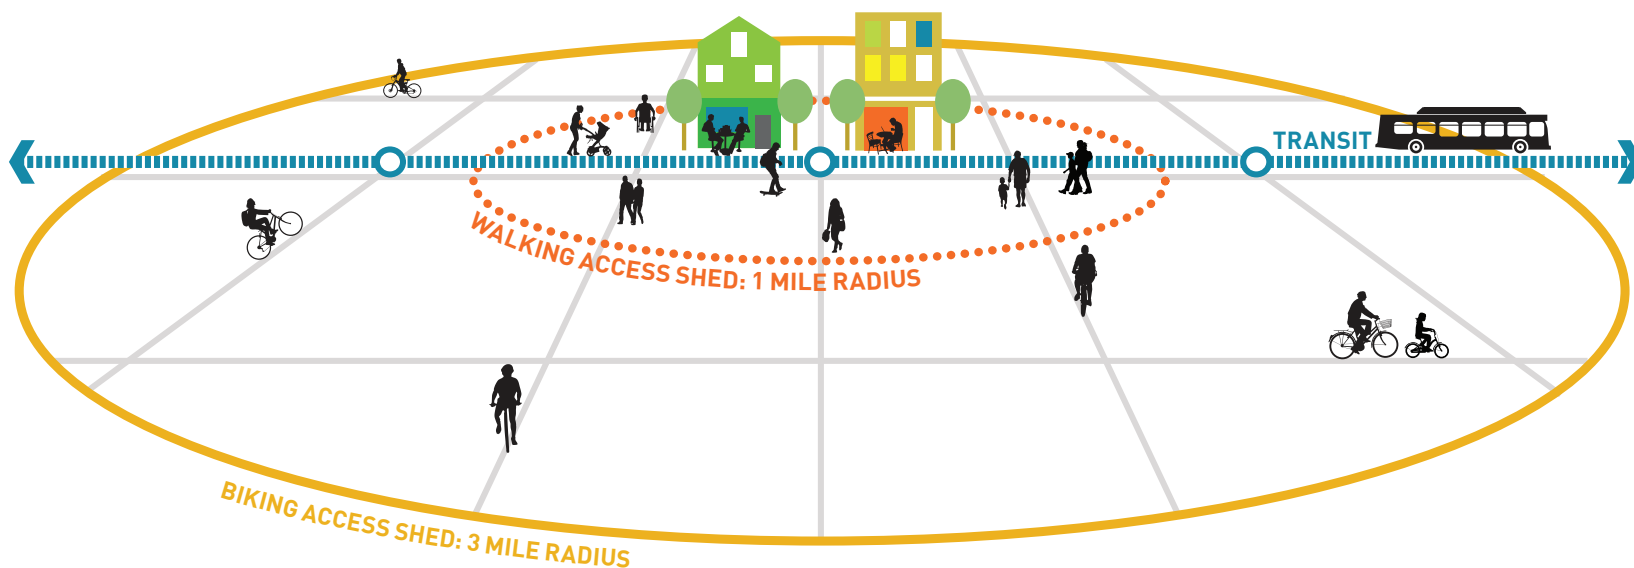 TRANSIT
WALKING ACCESS SHED: 1 MILE RADIUS
BIKING ACCESS SHED: 3 MILE RADIUS